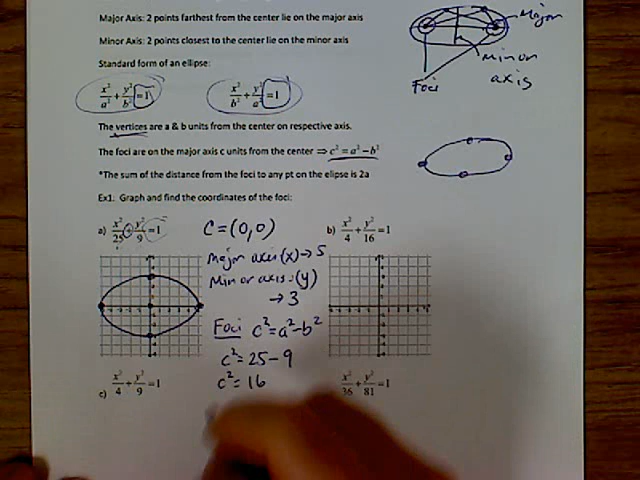 Major Axis: 2 points farthest from the center lie on the major axis
Major
Minor Axis: 2 points closest to the center lie on the minor axis
Minor axis
Foci
Standard form of an ellipse:
x²/a² + y²/b² = 1
x²/b² + y²/a² = 1
The vertices are a & b units from the center on respective axis.
The foci are on the major axis c units from the center ⇒ c² = a² − b²
*The sum of the distance from the foci to any pt on the elipse is 2a
Ex1: Graph and find the coordinates of the foci:
a) x²/25 + y²/9 = 1
C = (0,0)
Major axis (x) → 5
Minor axis: (y)
→ 3
Foci c² = a² − b²
c² = 25 − 9
c² = 16
b) x²/4 + y²/16 = 1
c) x²/4 + y²/9 = 1
x²/36 + y²/81 = 1